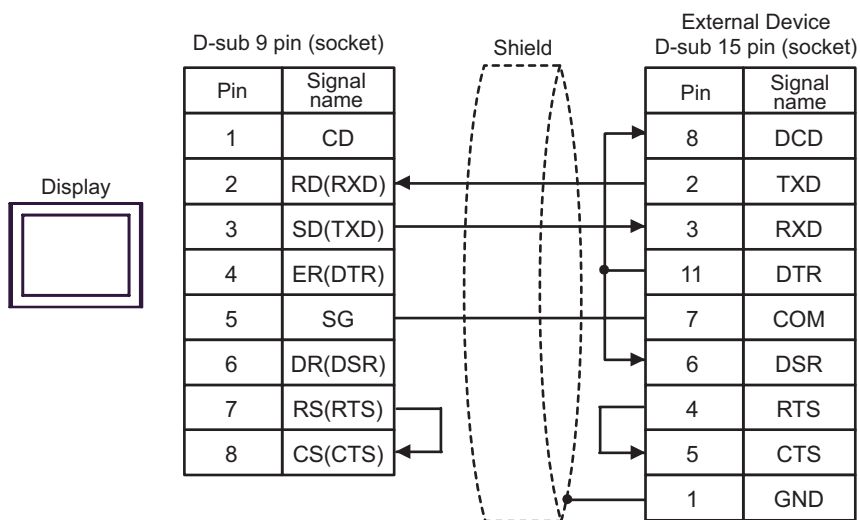 External Device
D-sub 9 pin (socket)
Shield
D-sub 15 pin (socket)
Display
Pin
Signal
name
1 CD
2 RD(RXD)
3 SD(TXD)
4 ER(DTR)
5 SG
6 DR(DSR)
7 RS(RTS)
8 CS(CTS)
Pin
Signal
name
8 DCD
2 TXD
3 RXD
11 DTR
7 COM
6 DSR
4 RTS
5 CTS
1 GND